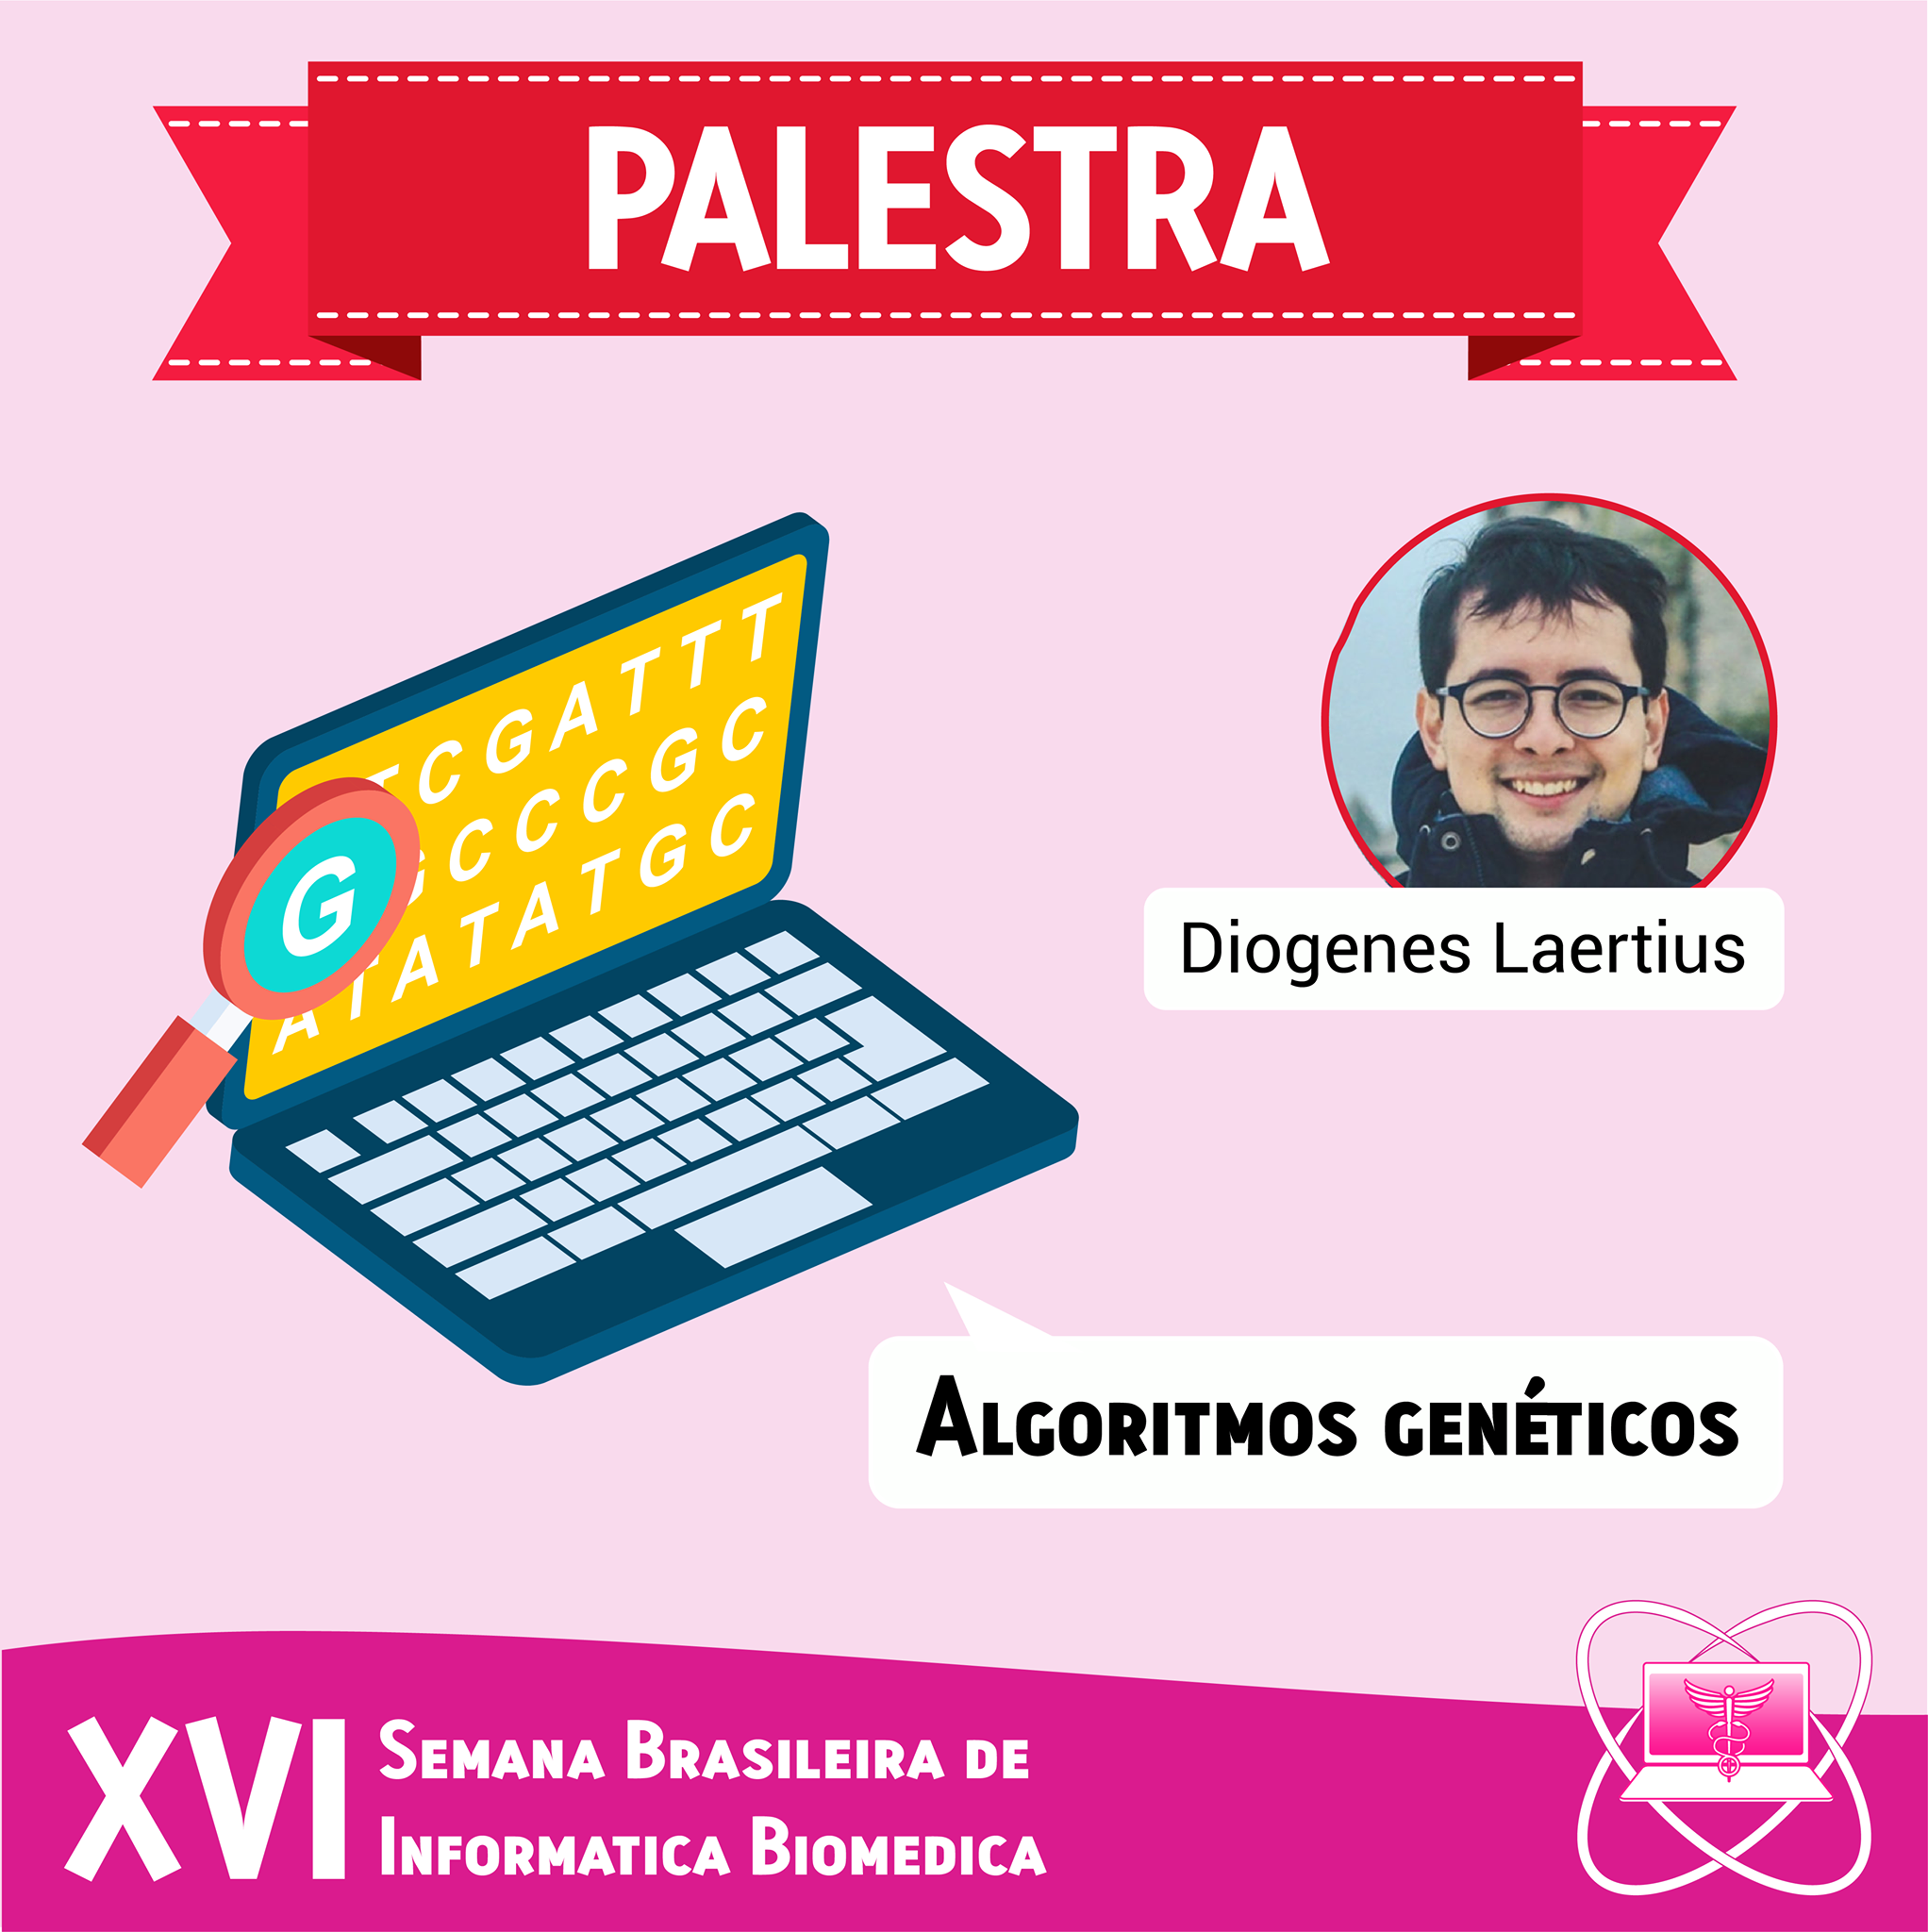 PALESTRA
TCGATTT
GCCCCGC
G
ATATATGC
Diogenes Laertius
ALGORITMOS GENÉTICOS
XVI SEMANA BRASILEIRA DE
INFORMATICA BIOMEDICA